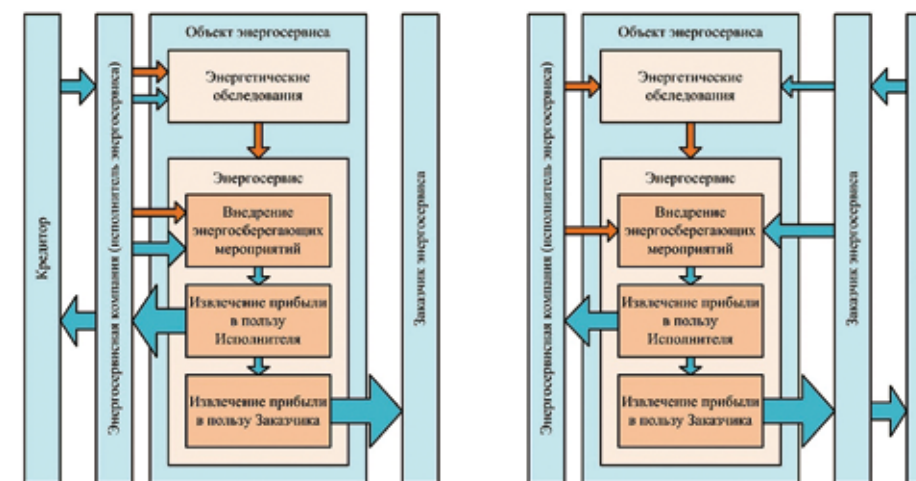 Кредитор
Энергосервисная компания (исполнитель энергосервиса)
Объект энергосервиса
Энергетические
обследования
Энергосервис
Внедрение
энергосберегающих
мероприятий
Извлечение прибыли
в пользу
Исполнителя
Извлечение прибыли
в пользу Заказчика
Заказчик энергосервиса
Энергосервисная компания (исполнитель энергосервиса)
Объект энергосервиса
Энергетические
обследования
Энергосервис
Внедрение
энергосберегающих
мероприятий
Извлечение прибыли
в пользу
Исполнителя
Извлечение прибыли
в пользу Заказчика
Заказчик энергосервиса